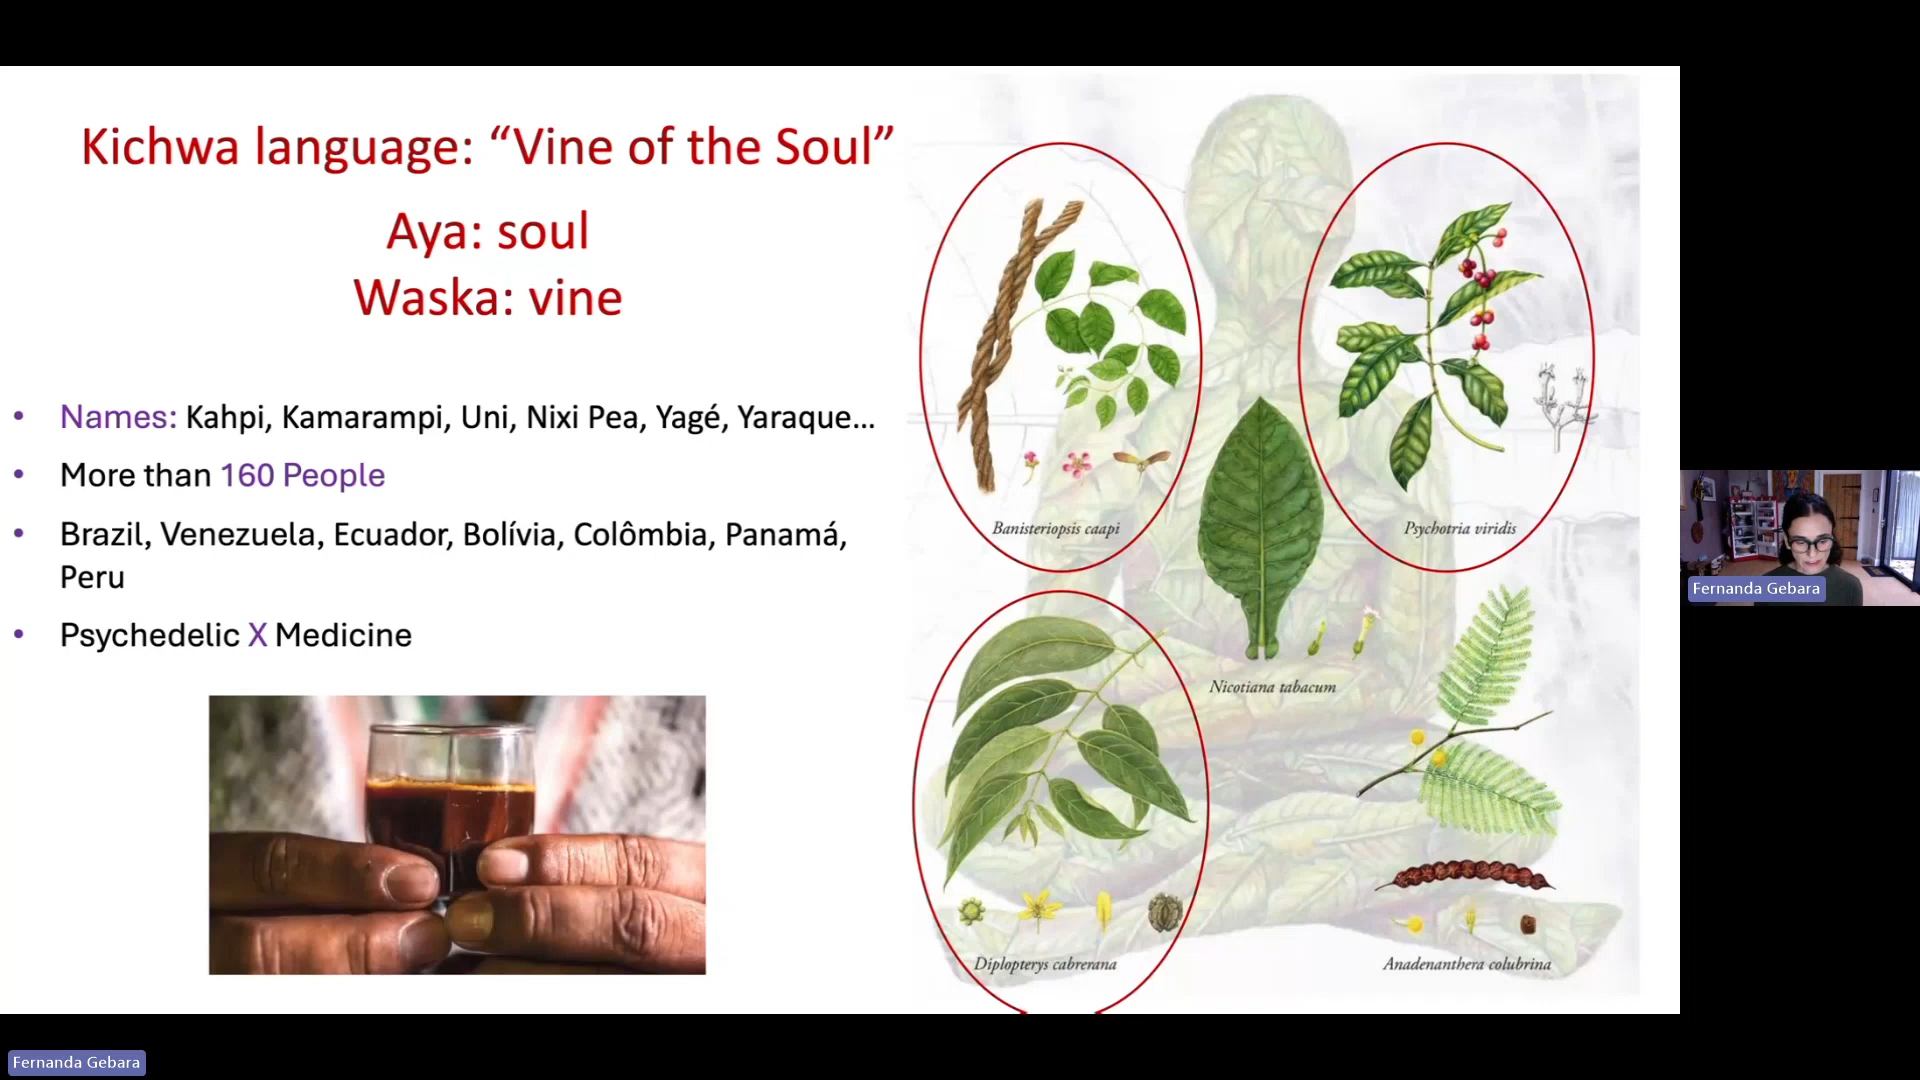 Kichwa language: “Vine of the Soul”
Aya: soul
Waska: vine
• Names: Kahpi, Kamarampi, Uni, Nixi Pea, Yagé, Yaraque...
• More than 160 People
• Brazil, Venezuela, Ecuador, Bolívia, Colômbia, Panamá,
Peru
• Psychedelic X Medicine
Banisteriopsis caapi
Psychotria viridis
Nicotiana tabacum
Diplopterys cabrerana
Anadenanthera colubrina
Fernanda Gebara
Fernanda Gebara